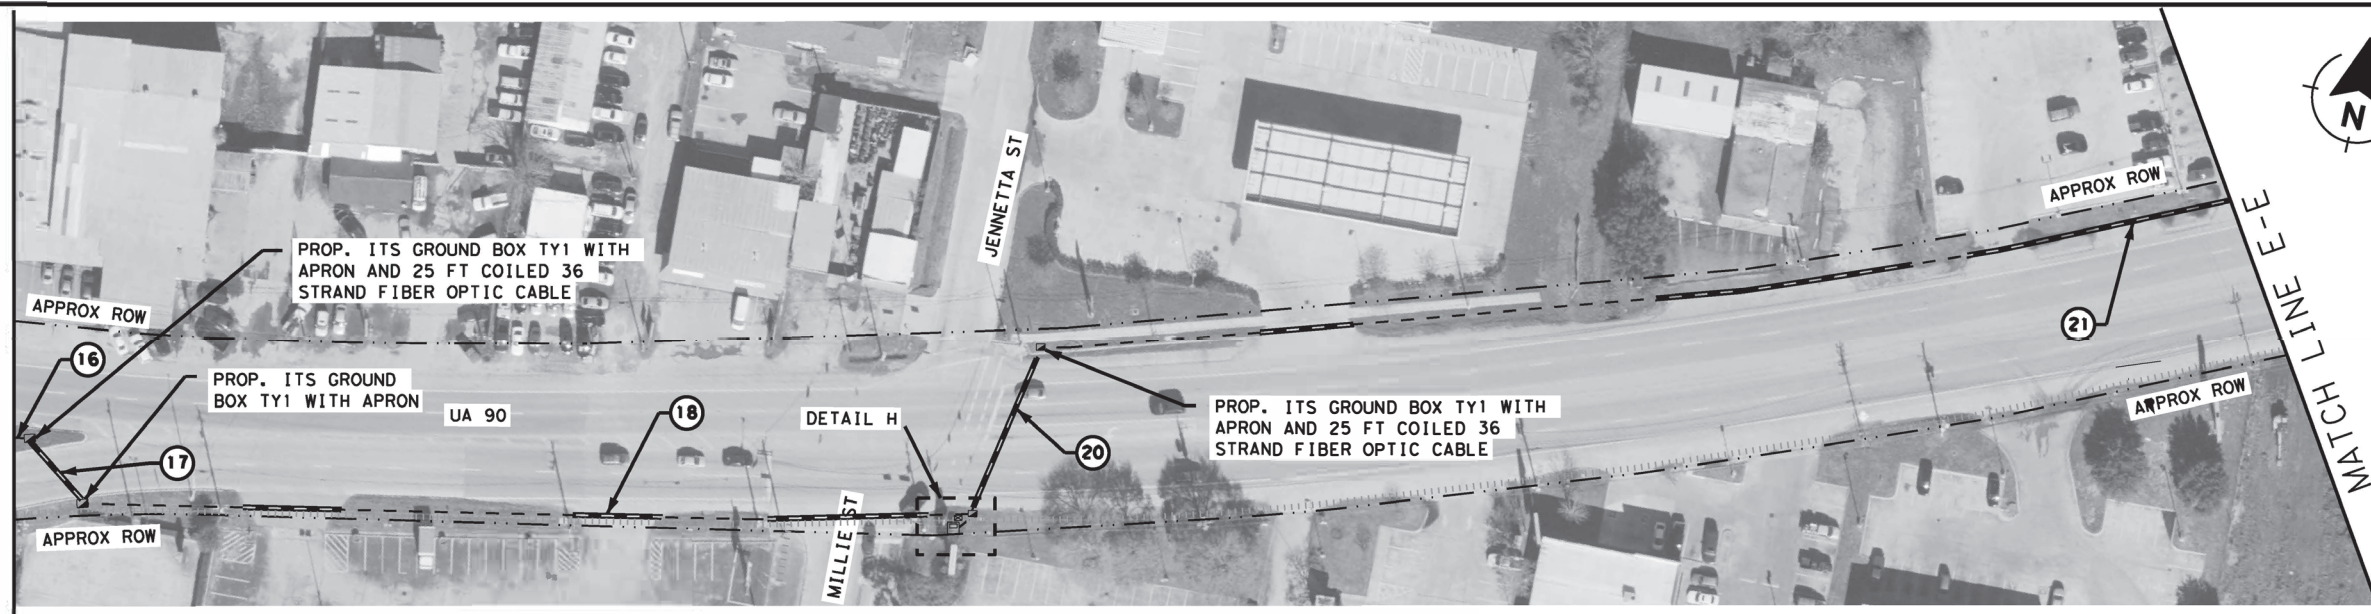 PROP. ITS GROUND BOX TY1 WITH
APRON AND 25 FT COILED 36
STRAND FIBER OPTIC CABLE
APPROX ROW
16
PROP. ITS GROUND
BOX TY1 WITH APRON
17
APPROX ROW
UA 90
18
DETAIL H
MILLIE ST
JENNETTA ST
20
PROP. ITS GROUND BOX TY1 WITH
APRON AND 25 FT COILED 36
STRAND FIBER OPTIC CABLE
APPROX ROW
21
APPROX ROW
MATCH LINE E-E
N